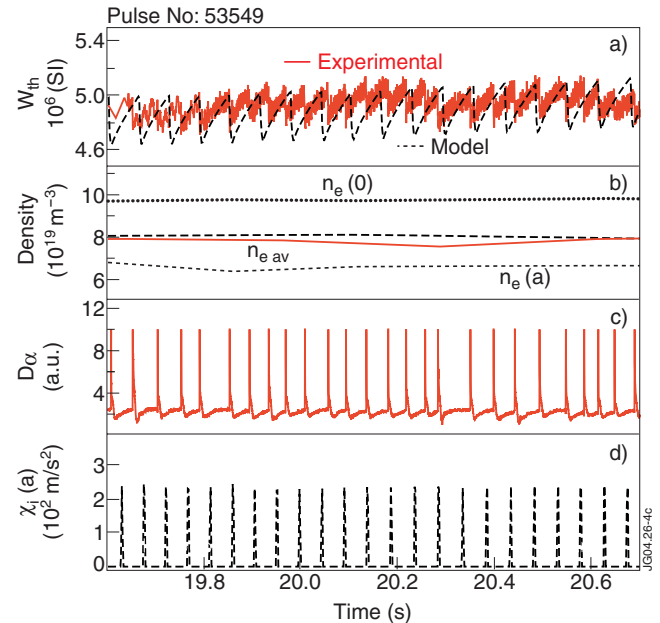 Pulse No: 53549
a)
5.4
5.0
4.6
W_th
10^6 (SI)
Experimental
Model
b)
10
8
6
Density
(10^19 m^-3)
n_e (0)
n_e av
n_e (a)
c)
12
8
4
Dα
(a.u.)
d)
3
2
1
0
χ_i (a)
(10^2 m/s^2)
19.8
20.0
20.2
20.4
20.6
Time (s)
JG04.26-4c